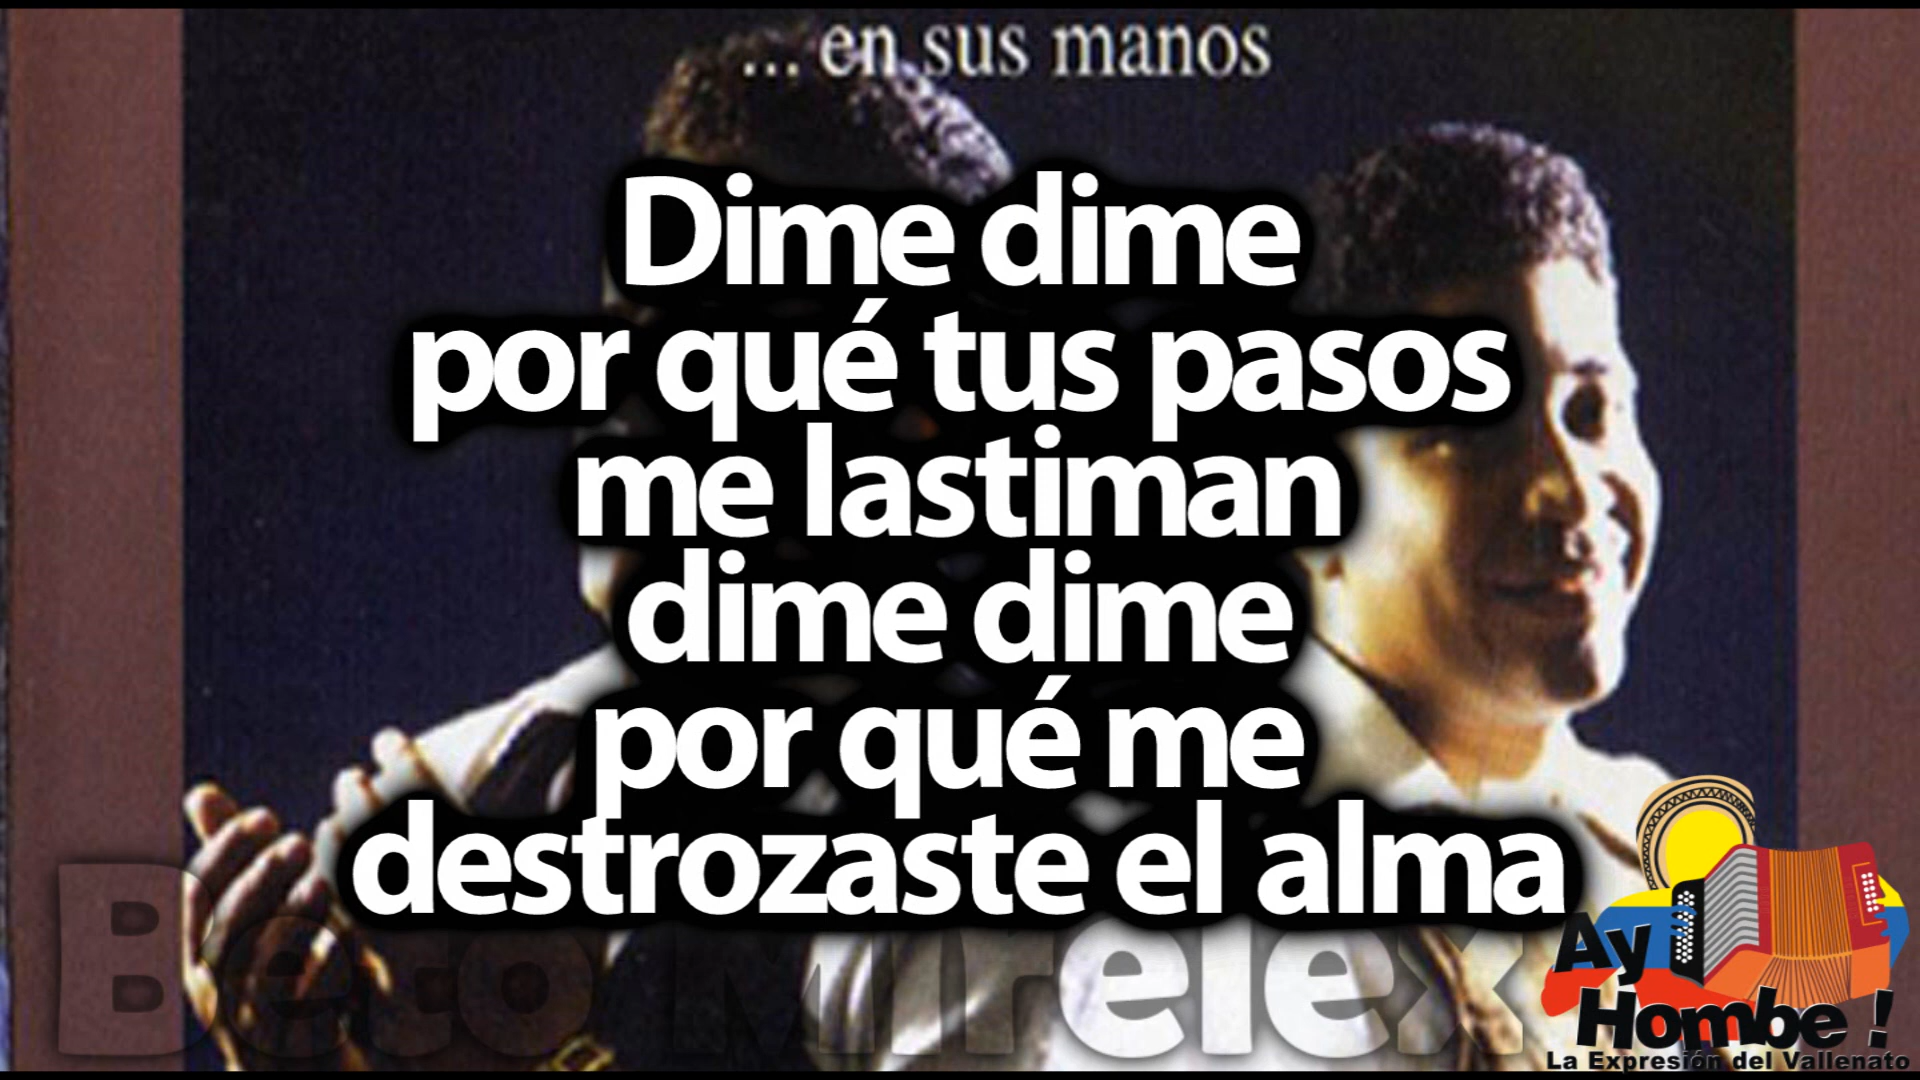 ... en sus manos
Dime dime
por qué tus pasos
me lastiman
dime dime
por qué me
destrozaste el alma
Beto Mirelex
Ay
Hombe !
La Expresión del Vallenato